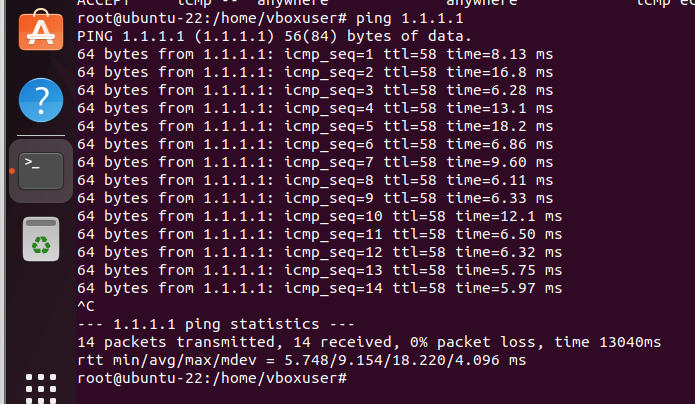 ACCEPT icmp -- anywhere anywhere icmp
root@ubuntu-22:/home/vboxuser# ping 1.1.1.1
PING 1.1.1.1 (1.1.1.1) 56(84) bytes of data.
64 bytes from 1.1.1.1: icmp_seq=1 ttl=58 time=8.13 ms
64 bytes from 1.1.1.1: icmp_seq=2 ttl=58 time=16.8 ms
64 bytes from 1.1.1.1: icmp_seq=3 ttl=58 time=6.28 ms
64 bytes from 1.1.1.1: icmp_seq=4 ttl=58 time=13.1 ms
64 bytes from 1.1.1.1: icmp_seq=5 ttl=58 time=18.2 ms
64 bytes from 1.1.1.1: icmp_seq=6 ttl=58 time=6.86 ms
64 bytes from 1.1.1.1: icmp_seq=7 ttl=58 time=9.60 ms
64 bytes from 1.1.1.1: icmp_seq=8 ttl=58 time=6.11 ms
64 bytes from 1.1.1.1: icmp_seq=9 ttl=58 time=6.33 ms
64 bytes from 1.1.1.1: icmp_seq=10 ttl=58 time=12.1 ms
64 bytes from 1.1.1.1: icmp_seq=11 ttl=58 time=6.50 ms
64 bytes from 1.1.1.1: icmp_seq=12 ttl=58 time=6.32 ms
64 bytes from 1.1.1.1: icmp_seq=13 ttl=58 time=5.75 ms
64 bytes from 1.1.1.1: icmp_seq=14 ttl=58 time=5.97 ms
^C
--- 1.1.1.1 ping statistics ---
14 packets transmitted, 14 received, 0% packet loss, time 13040ms
rtt min/avg/max/mdev = 5.748/9.154/18.220/4.096 ms
root@ubuntu-22:/home/vboxuser#